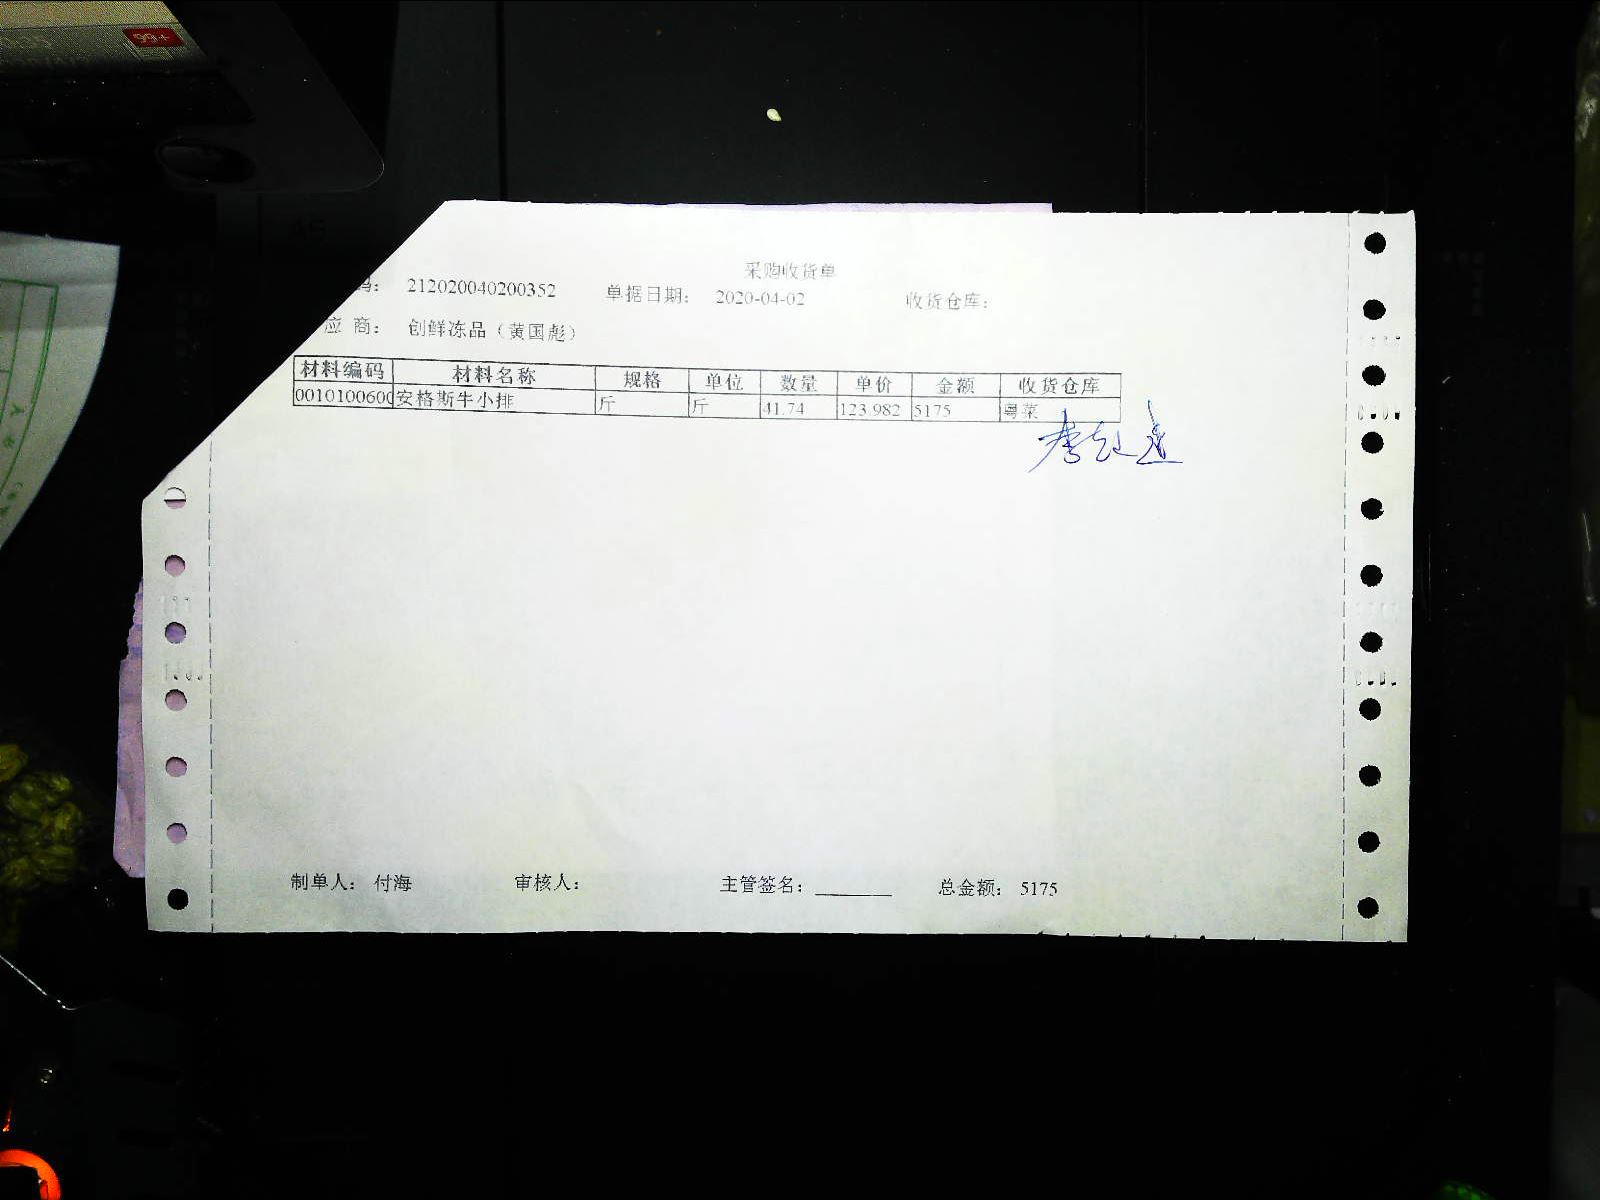 99+
采购收货单
码： 212020040200352 单据日期： 2020-04-02 收货仓库：
应 商： 创鲜冻品（黄国彪）
材料编码 材料名称 规格 单位 数量 单价 金额 收货仓库
0010100600 安格斯牛小排 斤 斤 41.74 123.982 5175 粤菜
制单人： 付海 审核人： 主管签名： ________ 总金额： 5175